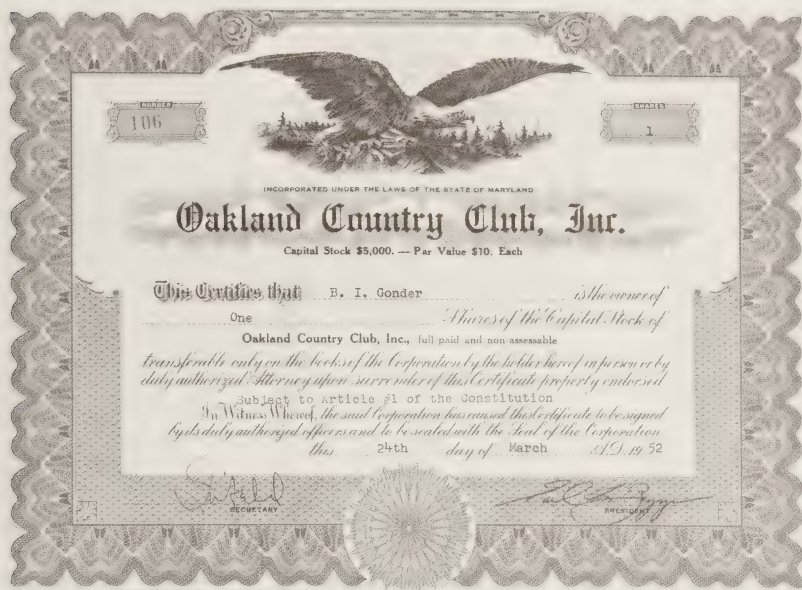 NUMBER
106
SHARES
1
INCORPORATED UNDER THE LAWS OF THE STATE OF MARYLAND
Oakland Country Club, Inc.
Capital Stock $5,000. — Par Value $10. Each
This Certifies that B. I. Gonder is the owner of
One Shares of the Capital Stock of
Oakland Country Club, Inc., full paid and non-assessable
transferable only on the books of the Corporation by the holder hereof in person or by
duly authorized Attorney upon surrender of this Certificate properly endorsed
Subject to Article #1 of the Constitution
In Witness Whereof, the said Corporation has caused this Certificate to be signed
by its duly authorized officers and to be sealed with the Seal of the Corporation
this 24th day of March A.D. 19 52
SECRETARY
PRESIDENT